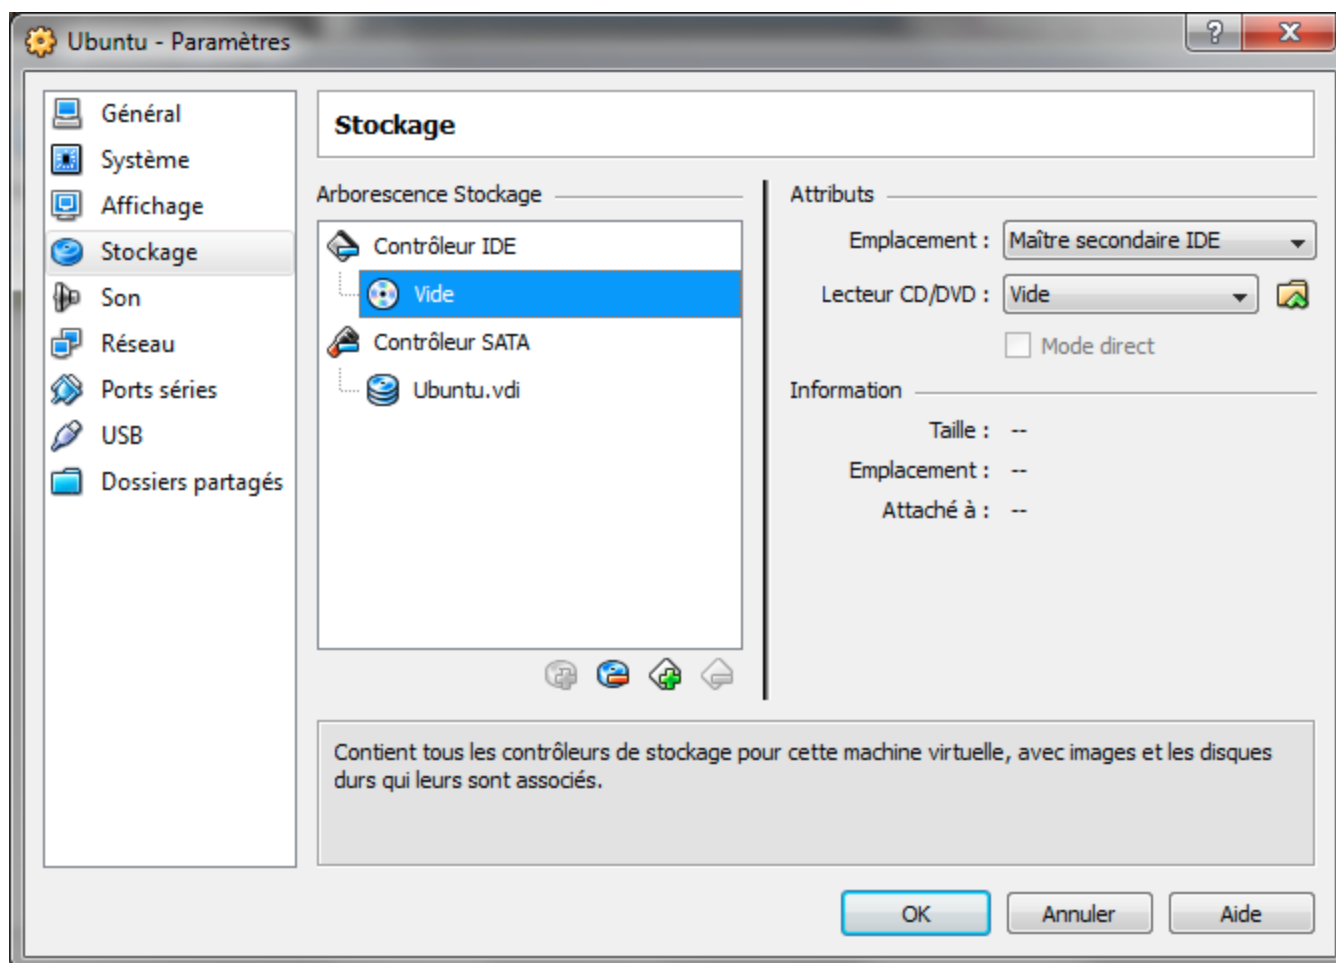 Ubuntu - Paramètres
Général
Système
Affichage
Stockage
Son
Réseau
Ports séries
USB
Dossiers partagés
Stockage
Arborescence Stockage
Contrôleur IDE
Vide
Contrôleur SATA
Ubuntu.vdi
Attributs
Emplacement : Maître secondaire IDE
Lecteur CD/DVD : Vide
Mode direct
Information
Taille : --
Emplacement : --
Attaché à : --
Contient tous les contrôleurs de stockage pour cette machine virtuelle, avec images et les disques
durs qui leurs sont associés.
OK Annuler Aide